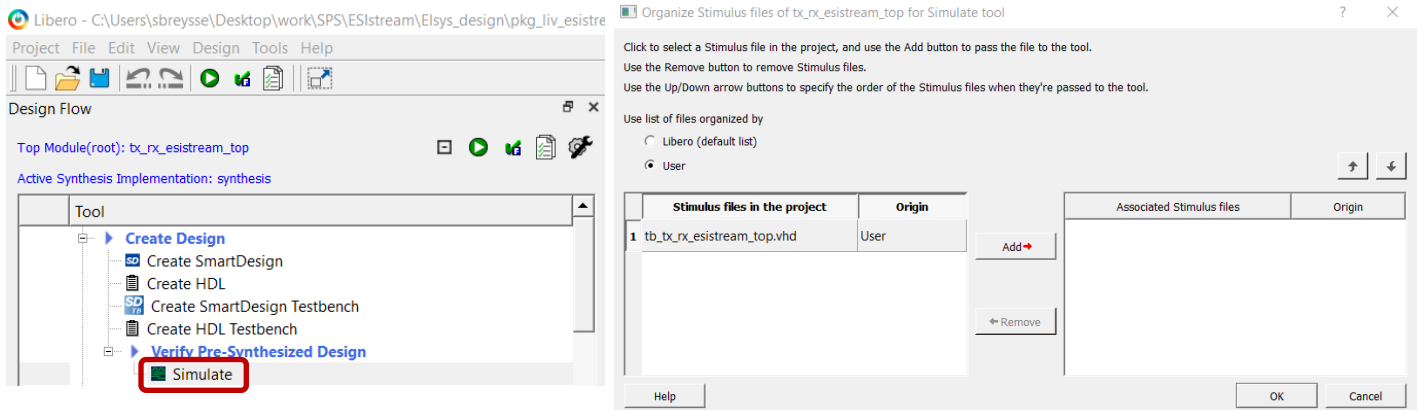 Libero - C:\Users\sbreysse\Desktop\work\SPS\ESIstream\Elsys_design\pkg_liv_esistre
Project File Edit View Design Tools Help
Design Flow
Top Module(root): tx_rx_esistream_top
Active Synthesis Implementation: synthesis
Tool
Create Design
SD Create SmartDesign
Create HDL
SD Tb Create SmartDesign Testbench
Create HDL Testbench
Verify Pre-Synthesized Design
Simulate
Organize Stimulus files of tx_rx_esistream_top for Simulate tool
Click to select a Stimulus file in the project, and use the Add button to pass the file to the tool.
Use the Remove button to remove Stimulus files.
Use the Up/Down arrow buttons to specify the order of the Stimulus files when they're passed to the tool.
Use list of files organized by
Libero (default list)
User
Stimulus files in the project Origin
1 tb_tx_rx_esistream_top.vhd User
Add
Remove
Associated Stimulus files Origin
Help
OK Cancel